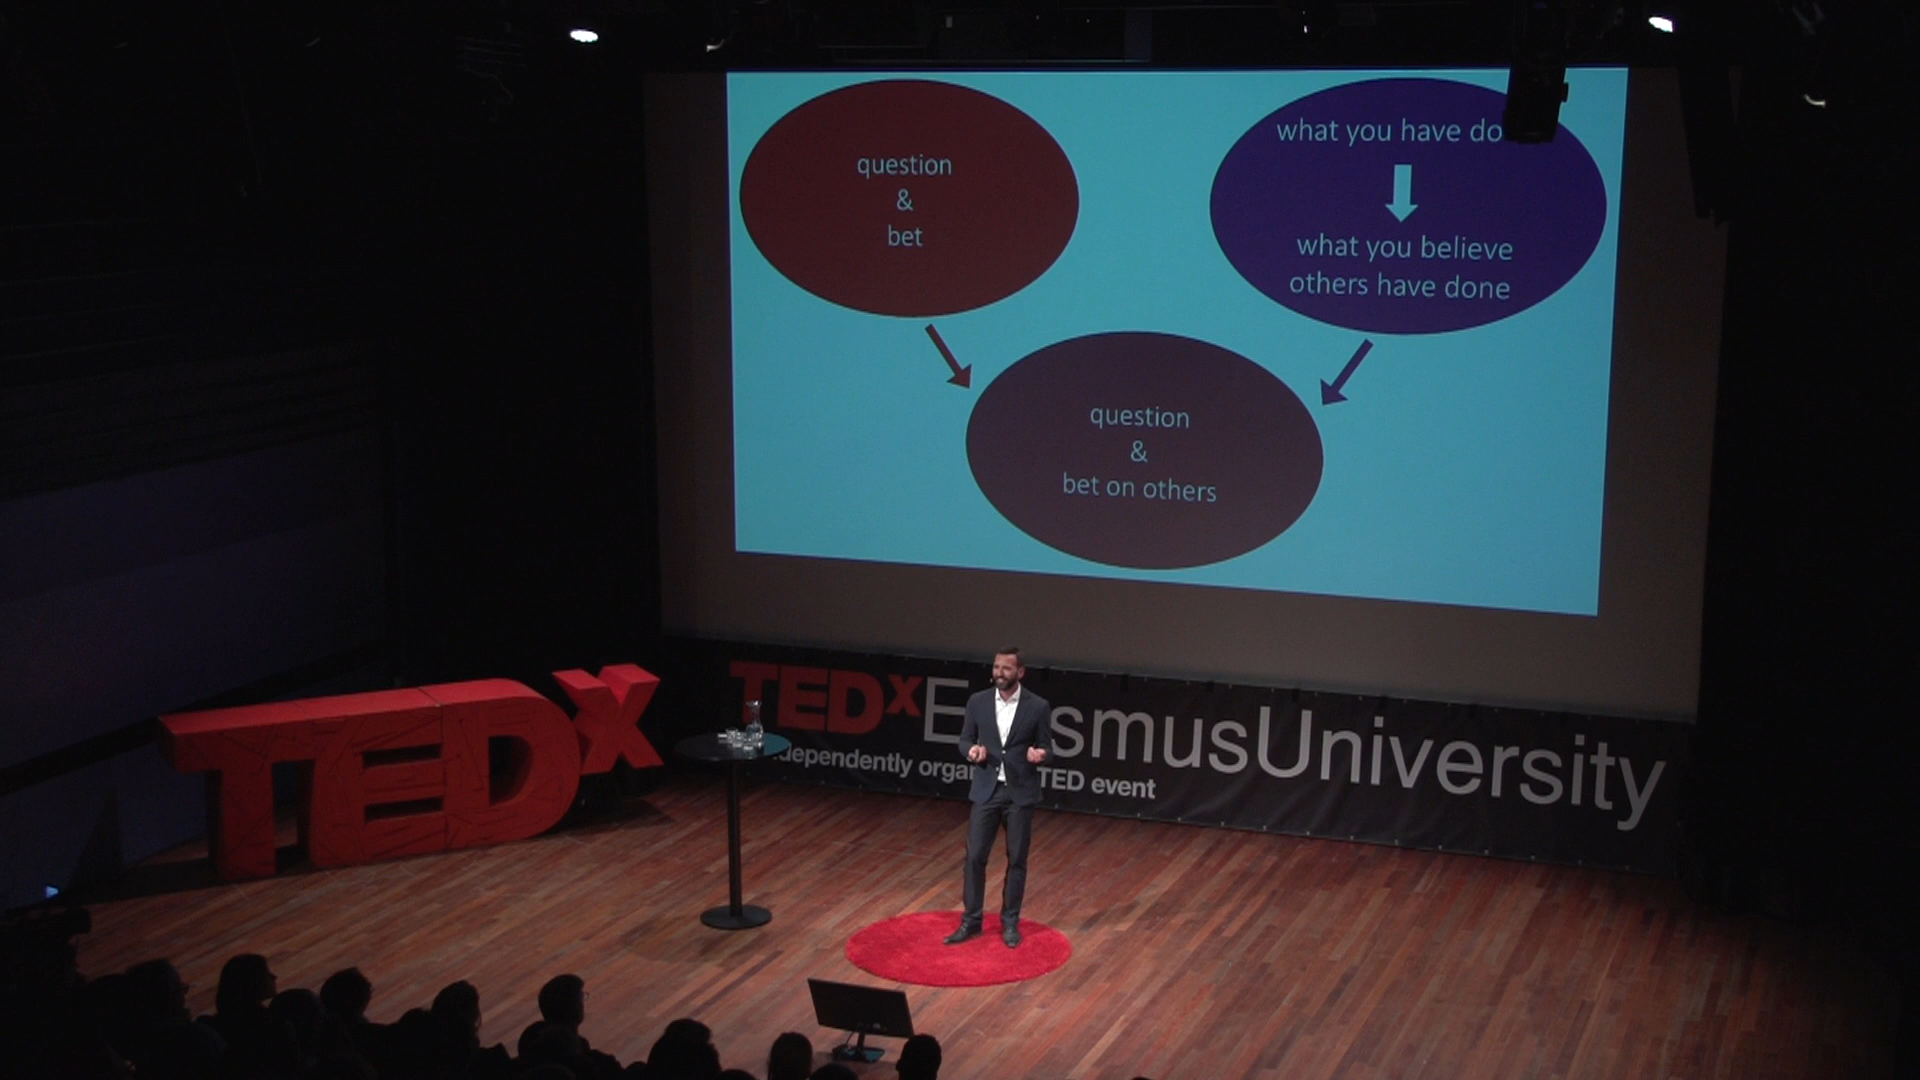 question
&
bet
what you have do
what you believe
others have done
question
&
bet on others
TEDx
TEDxE smusUniversity
dependently orga TED event